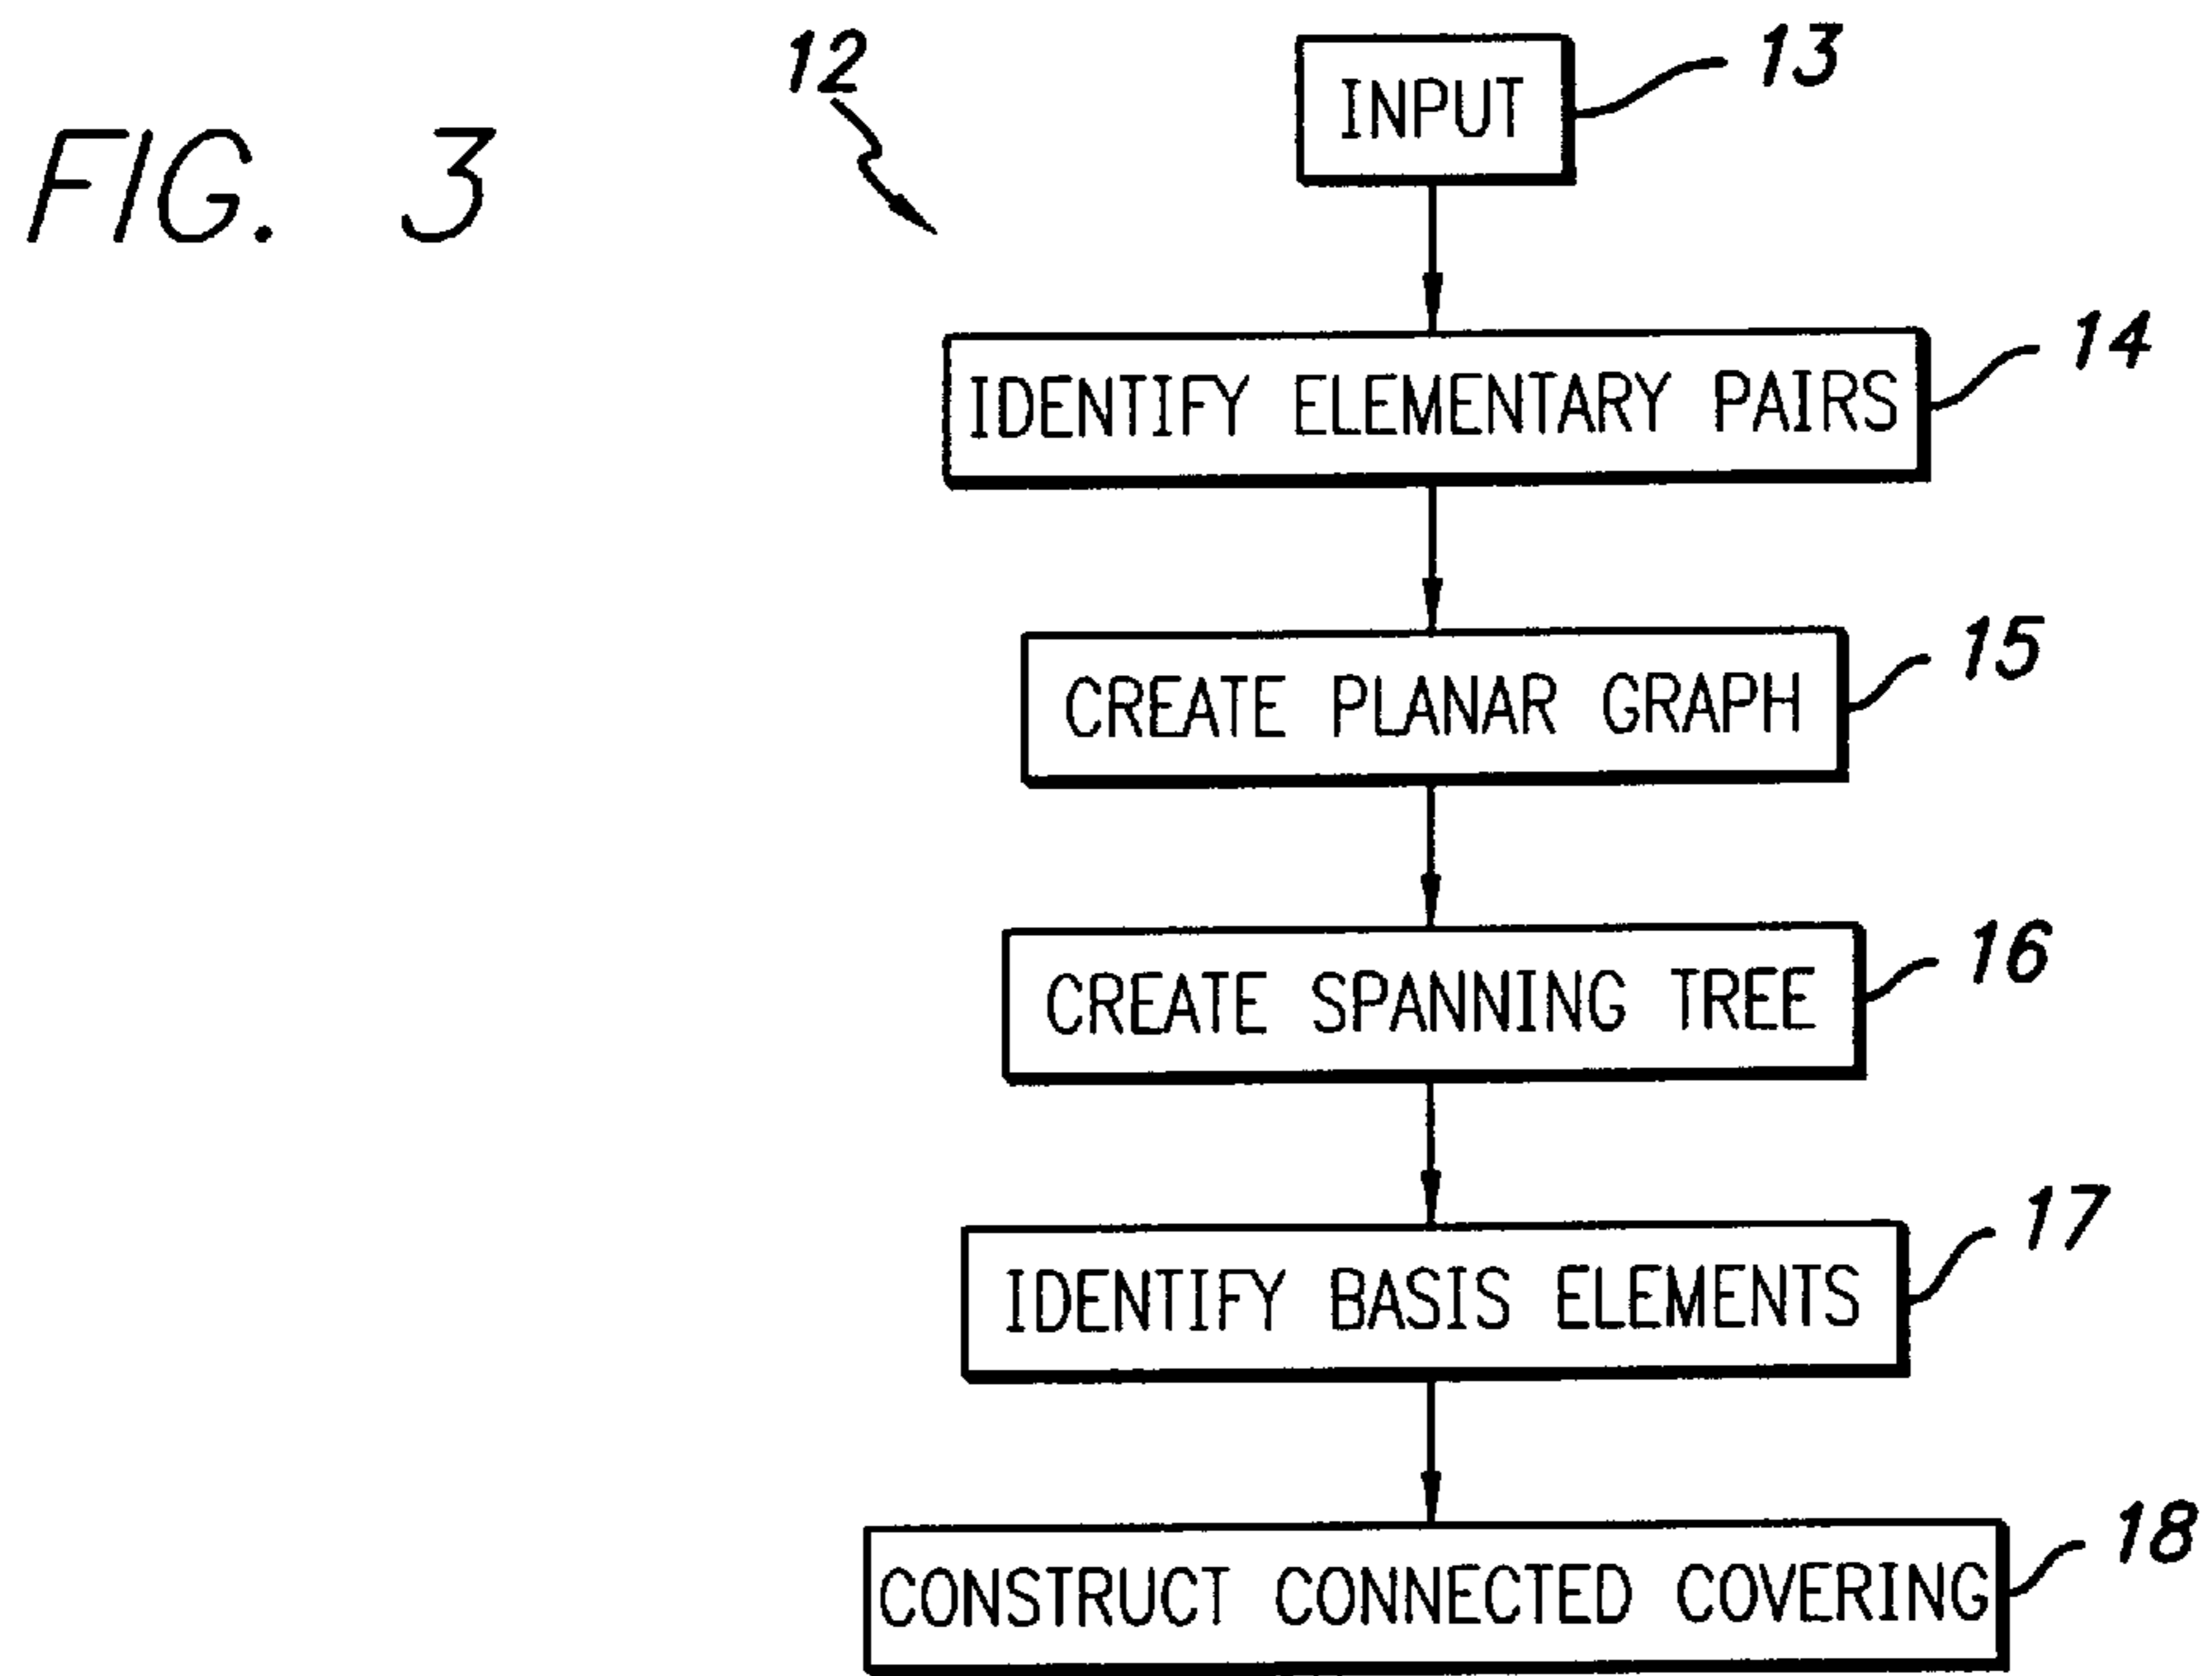 FIG. 3
12
INPUT
13
IDENTIFY ELEMENTARY PAIRS
14
CREATE PLANAR GRAPH
15
CREATE SPANNING TREE
16
IDENTIFY BASIS ELEMENTS
17
CONSTRUCT CONNECTED COVERING
18